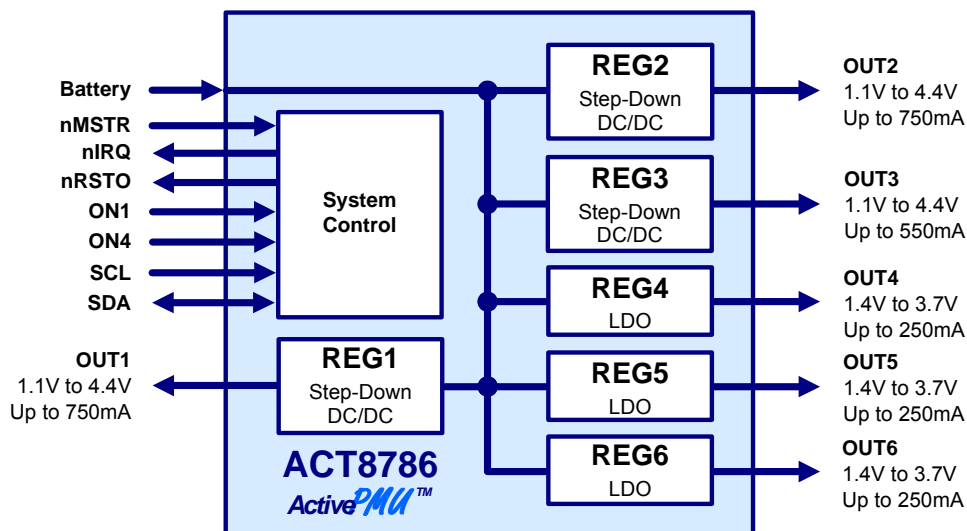 Battery
nMSTR
nIRQ
nRSTO
ON1
ON4
SCL
SDA
OUT1
1.1V to 4.4V
Up to 750mA
System
Control
REG1
Step-Down
DC/DC
ACT8786
ActivePMU™
REG2
Step-Down
DC/DC
REG3
Step-Down
DC/DC
REG4
LDO
REG5
LDO
REG6
LDO
OUT2
1.1V to 4.4V
Up to 750mA
OUT3
1.1V to 4.4V
Up to 550mA
OUT4
1.4V to 3.7V
Up to 250mA
OUT5
1.4V to 3.7V
Up to 250mA
OUT6
1.4V to 3.7V
Up to 250mA